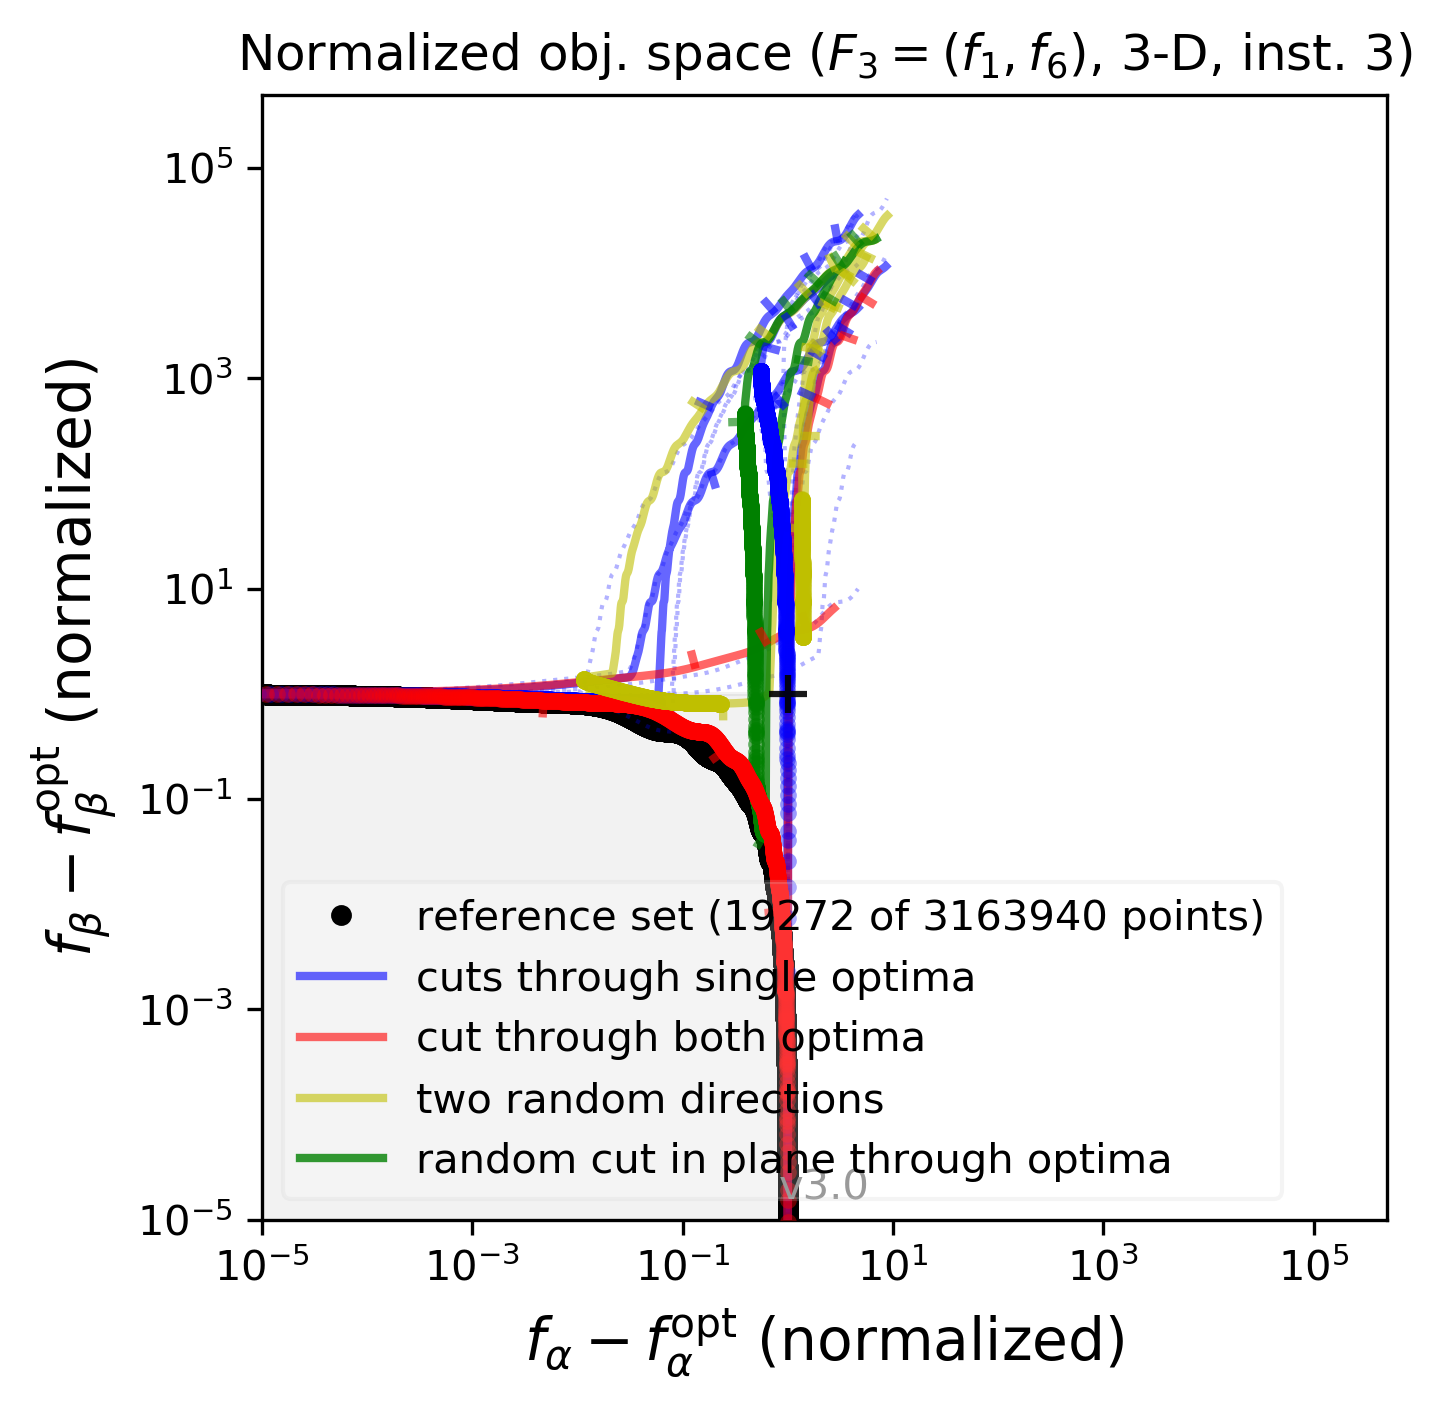 Normalized obj. space (F₃ = (f₁, f₆), 3-D, inst. 3)
10⁵
10³
10¹
10⁻¹
10⁻³
10⁻⁵
f_β − f_β^opt (normalized)
reference set (19272 of 3163940 points)
cuts through single optima
cut through both optima
two random directions
random cut in plane through optima
v3.0
10⁻⁵ 10⁻³ 10⁻¹ 10¹ 10³ 10⁵
f_α − f_α^opt (normalized)